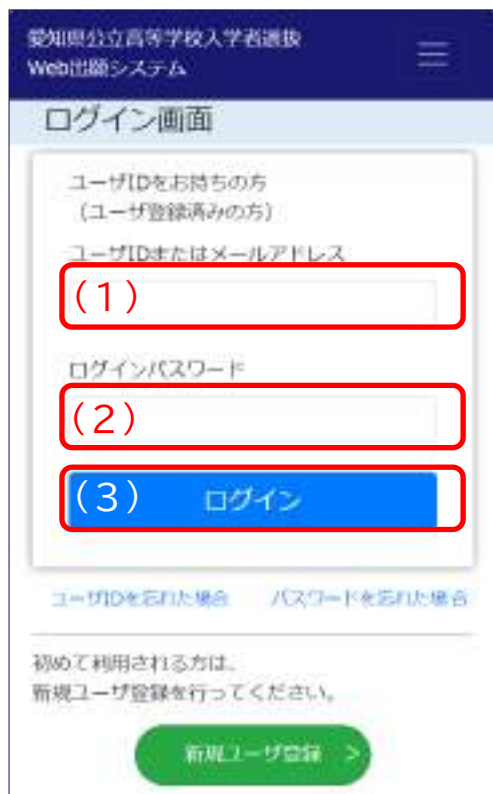 愛知県公立高等学校入学者選抜
Web出願システム
ログイン画面
ユーザIDをお持ちの方
（ユーザ登録済みの方）
ユーザIDまたはメールアドレス
（1）
ログインパスワード
（2）
（3） ログイン
ユーザIDを忘れた場合 パスワードを忘れた場合
初めて利用される方は、
新規ユーザ登録を行ってください。
新規ユーザ登録 >